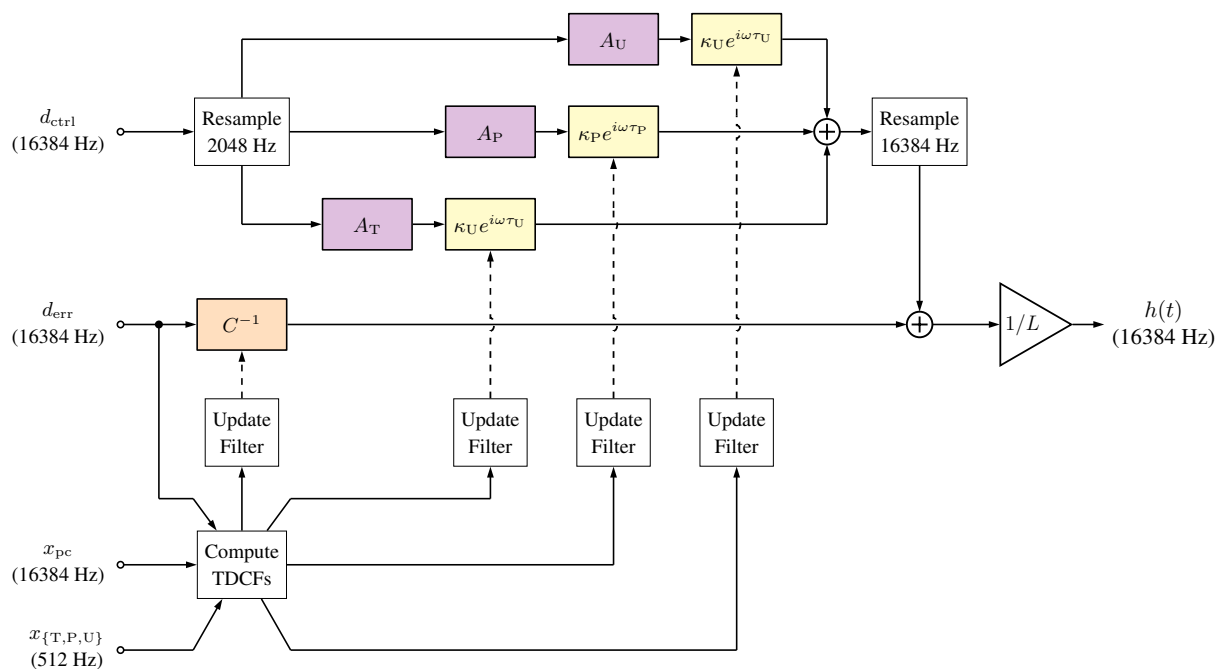 A_U
κ_U e^{iωτ_U}
d_ctrl
(16384 Hz)
Resample
2048 Hz
A_P
κ_P e^{iωτ_P}
+
Resample
16384 Hz
A_T
κ_U e^{iωτ_U}
d_err
(16384 Hz)
C^{-1}
+
1/L
h(t)
(16384 Hz)
Update
Filter
Update
Filter
Update
Filter
Update
Filter
x_pc
(16384 Hz)
Compute
TDCFs
x_{T,P,U}
(512 Hz)